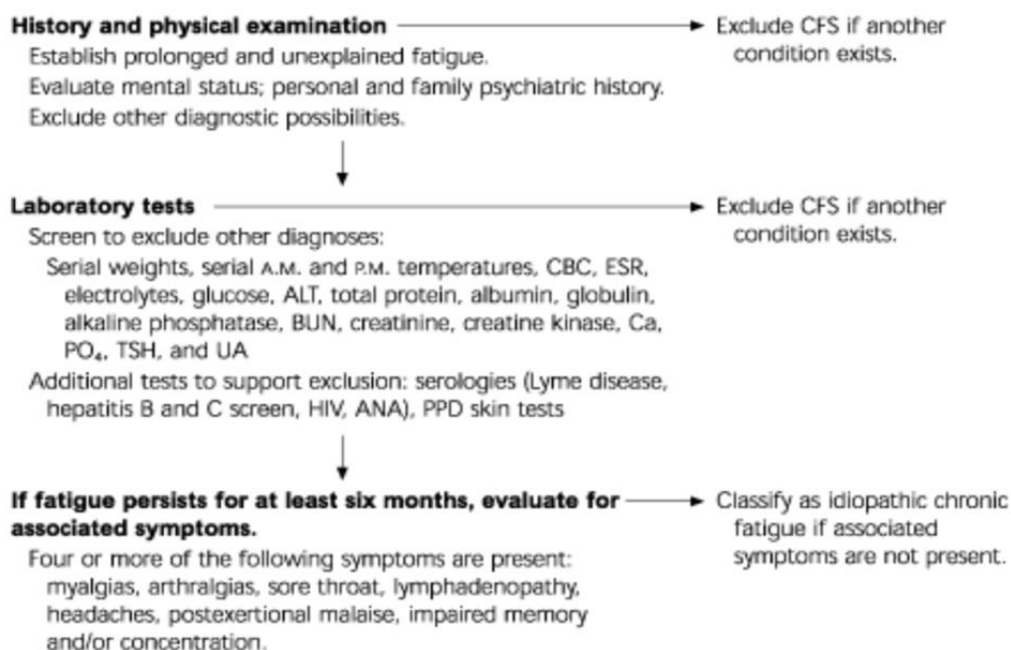 History and physical examination
Exclude CFS if another
condition exists.
Establish prolonged and unexplained fatigue.
Evaluate mental status; personal and family psychiatric history.
Exclude other diagnostic possibilities.
Laboratory tests
Exclude CFS if another
condition exists.
Screen to exclude other diagnoses:
Serial weights, serial A.M. and P.M. temperatures, CBC, ESR,
electrolytes, glucose, ALT, total protein, albumin, globulin,
alkaline phosphatase, BUN, creatinine, creatine kinase, Ca,
PO₄, TSH, and UA
Additional tests to support exclusion: serologies (Lyme disease,
hepatitis B and C screen, HIV, ANA), PPD skin tests
If fatigue persists for at least six months, evaluate for
associated symptoms.
Classify as idiopathic chronic
fatigue if associated
symptoms are not present.
Four or more of the following symptoms are present:
myalgias, arthralgias, sore throat, lymphadenopathy,
headaches, postexertional malaise, impaired memory
and/or concentration.